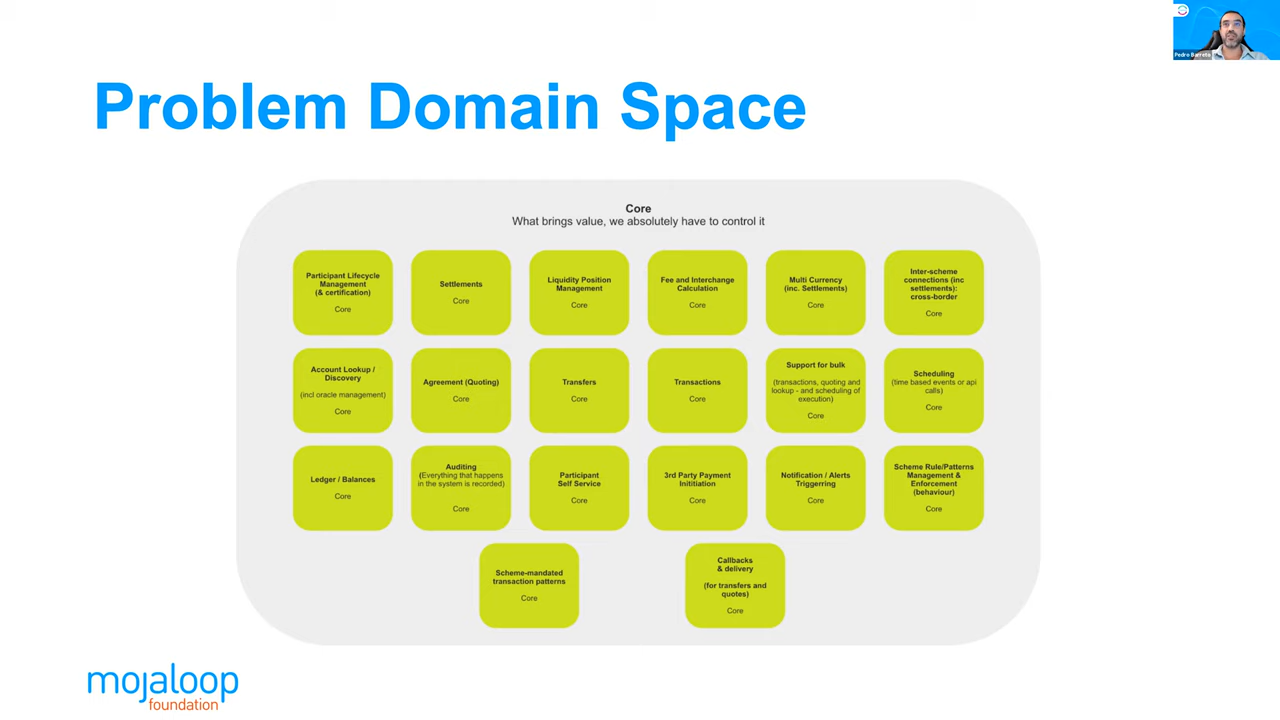 Pedro Barreto
Problem Domain Space
Core
What brings value, we absolutely have to control it
Participant Lifecycle
Management
(& certification)
Core
Settlements
Core
Liquidity Position
Management
Core
Fee and Interchange
Calculation
Core
Multi Currency
(inc. Settlements)
Core
Inter-scheme
connections (inc
settlements):
cross-border
Core
Account Lookup /
Discovery
(incl oracle management)
Core
Agreement (Quoting)
Core
Transfers
Core
Transactions
Core
Support for bulk
(transactions, quoting and
lookup - and scheduling of
execution)
Core
Scheduling
(time based events or api
calls)
Core
Ledger / Balances
Core
Auditing
(Everything that happens
in the system is recorded)
Core
Participant
Self Service
Core
3rd Party Payment
Inititiation
Core
Notification / Alerts
Triggerring
Core
Scheme Rule/Patterns
Management &
Enforcement
(behaviour)
Core
Scheme-mandated
transaction patterns
Core
Callbacks
& delivery
(for transfers and
quotes)
Core
mojaloop
foundation